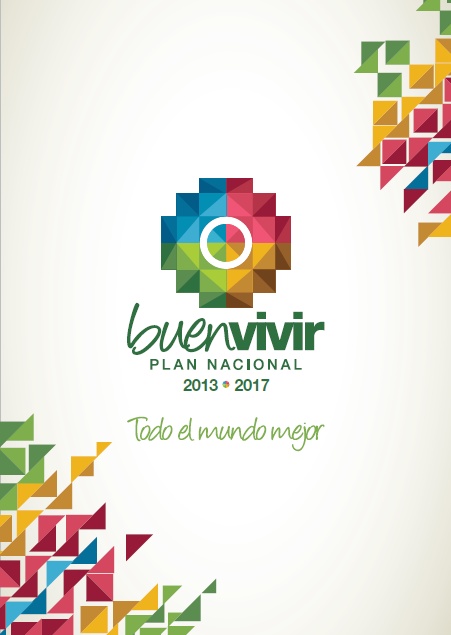 buenvivir
PLAN NACIONAL
2013 2017
Todo el mundo mejor